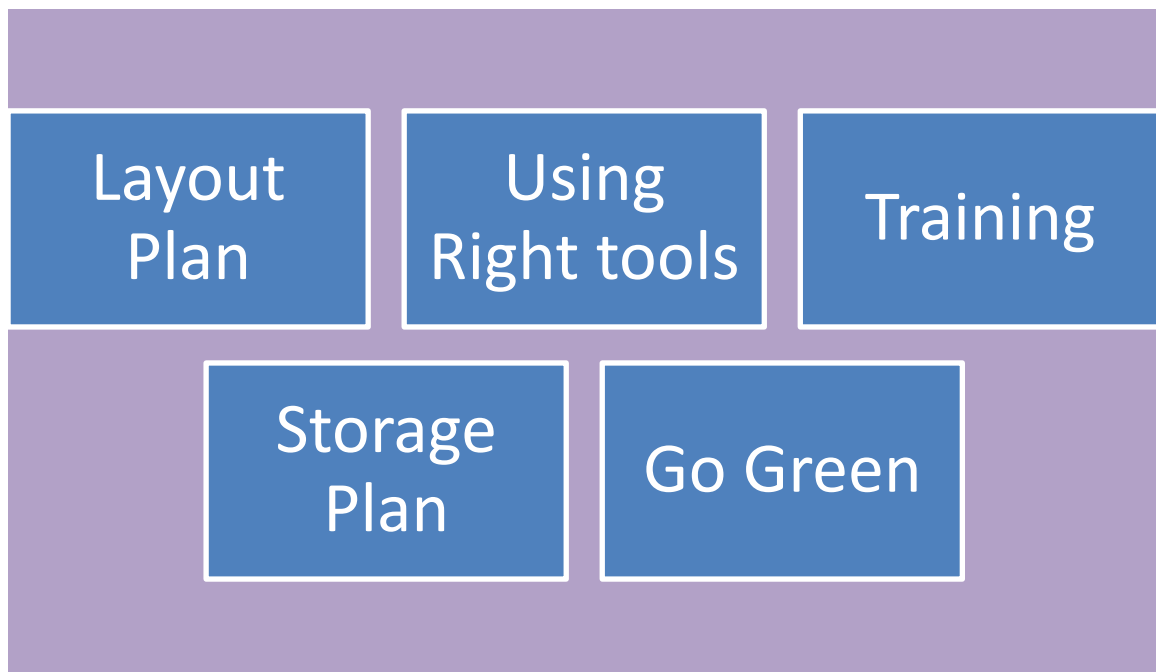 Layout
Plan
Using
Right tools
Training
Storage
Plan
Go Green